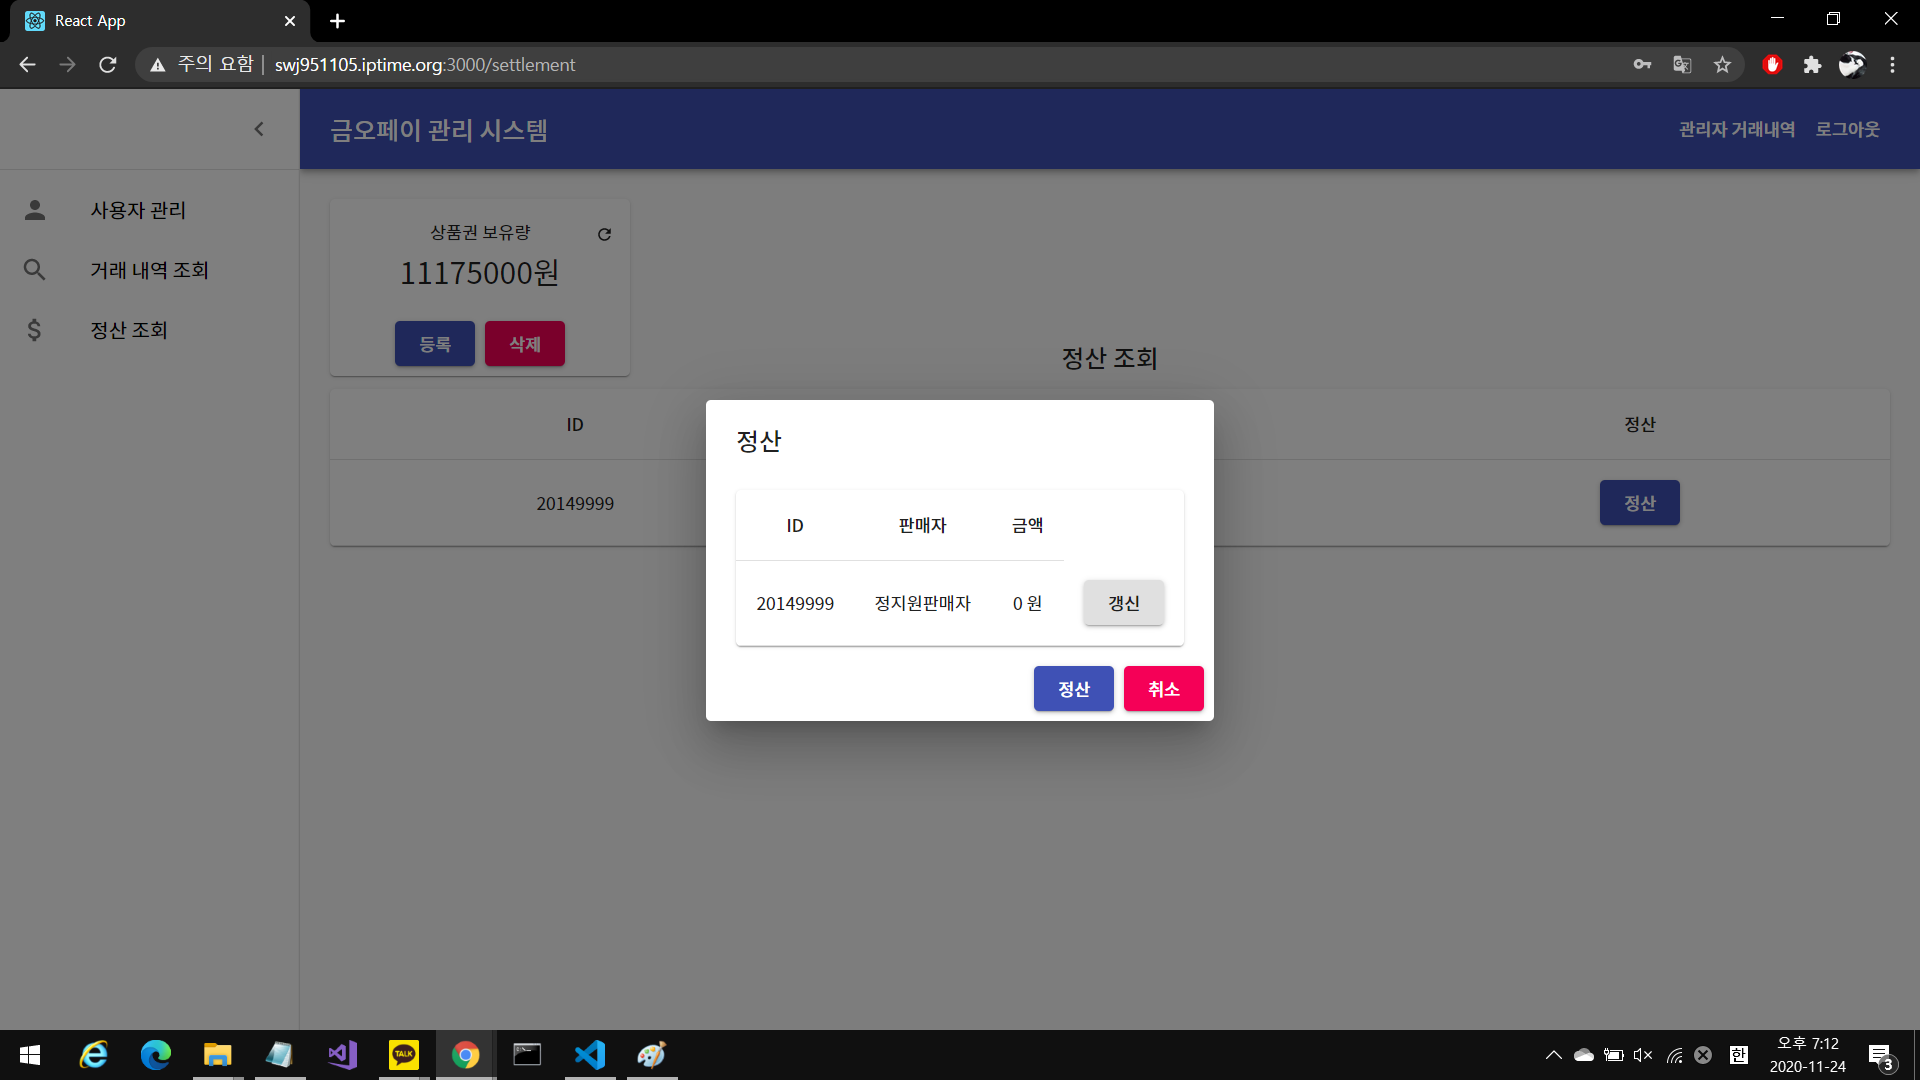 React App
주의 요함 | swj951105.iptime.org:3000/settlement
금오페이 관리 시스템
관리자 거래내역 로그아웃
사용자 관리
거래 내역 조회
정산 조회
상품권 보유량
11175000원
등록 삭제
정산 조회
ID 정산
20149999 정산
정산
ID 판매자 금액
20149999 정지원판매자 0 원 갱신
정산 취소
TALK
한
오후 7:12
2020-11-24
3